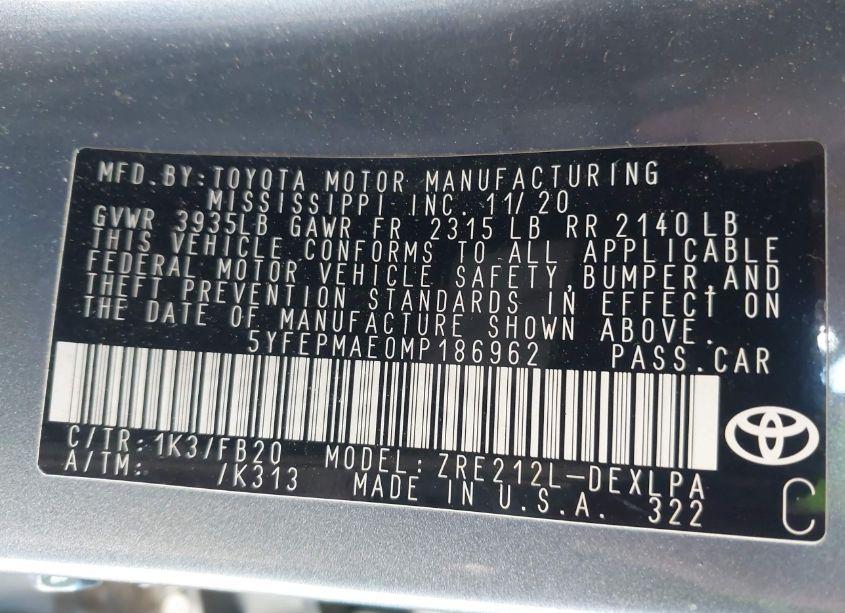 MFD.BY:TOYOTA MOTOR MANUFACTURING
MISSISSIPPI INC. 11/20
GVWR 3935LB GAWR FR 2315 LB RR 2140 LB
THIS VEHICLE CONFORMS TO ALL APPLICABLE
FEDERAL MOTOR VEHICLE SAFETY,BUMPER,AND
THEFT PREVENTION STANDARDS IN EFFECT ON
THE DATE OF MANUFACTURE SHOWN ABOVE.
5YFEPMAE0MP186962 PASS.CAR
C/TR: 1K3/FB20 MODEL: ZRE212L-DEXLPA
A/TM: /K313 MADE IN U.S.A. 322
C